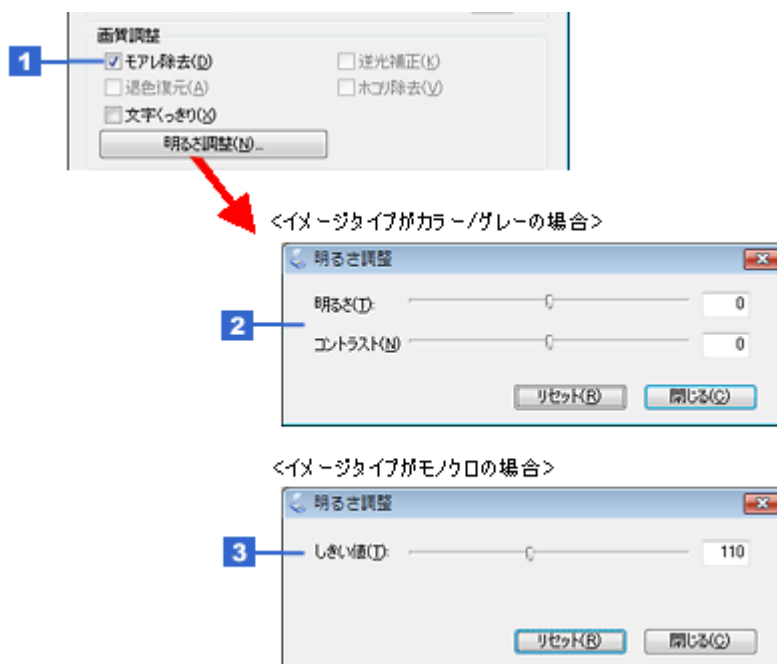 画質調整
1
モアレ除去(D)
逆光補正(K)
退色復元(A)
ホコリ除去(V)
文字くっきり(X)
明るさ調整(N)...
<イメージタイプがカラー/グレーの場合>
明るさ調整
明るさ(T):
0
2
コントラスト(N)
0
リセット(R)
閉じる(C)
<イメージタイプがモノクロの場合>
明るさ調整
3
しきい値(T):
110
リセット(R)
閉じる(C)